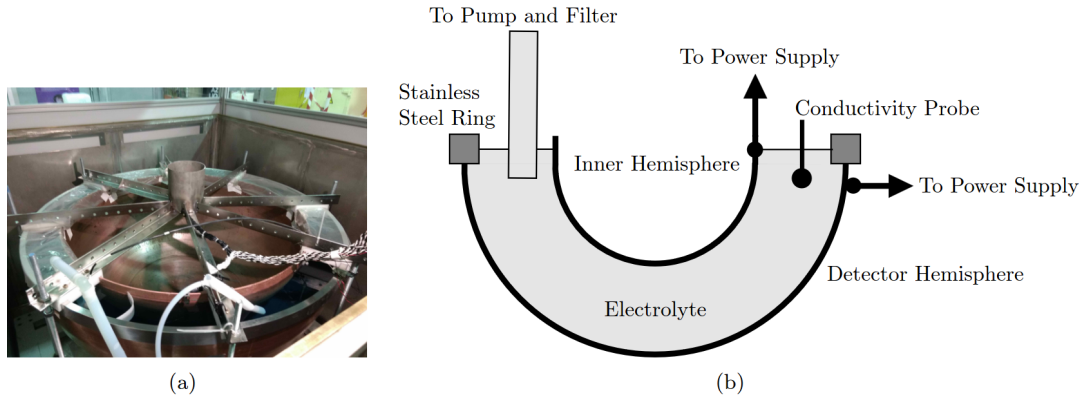 To Pump and Filter
To Power Supply
Stainless
Steel Ring
Conductivity Probe
Inner Hemisphere
To Power Supply
Detector Hemisphere
Electrolyte
(a)
(b)